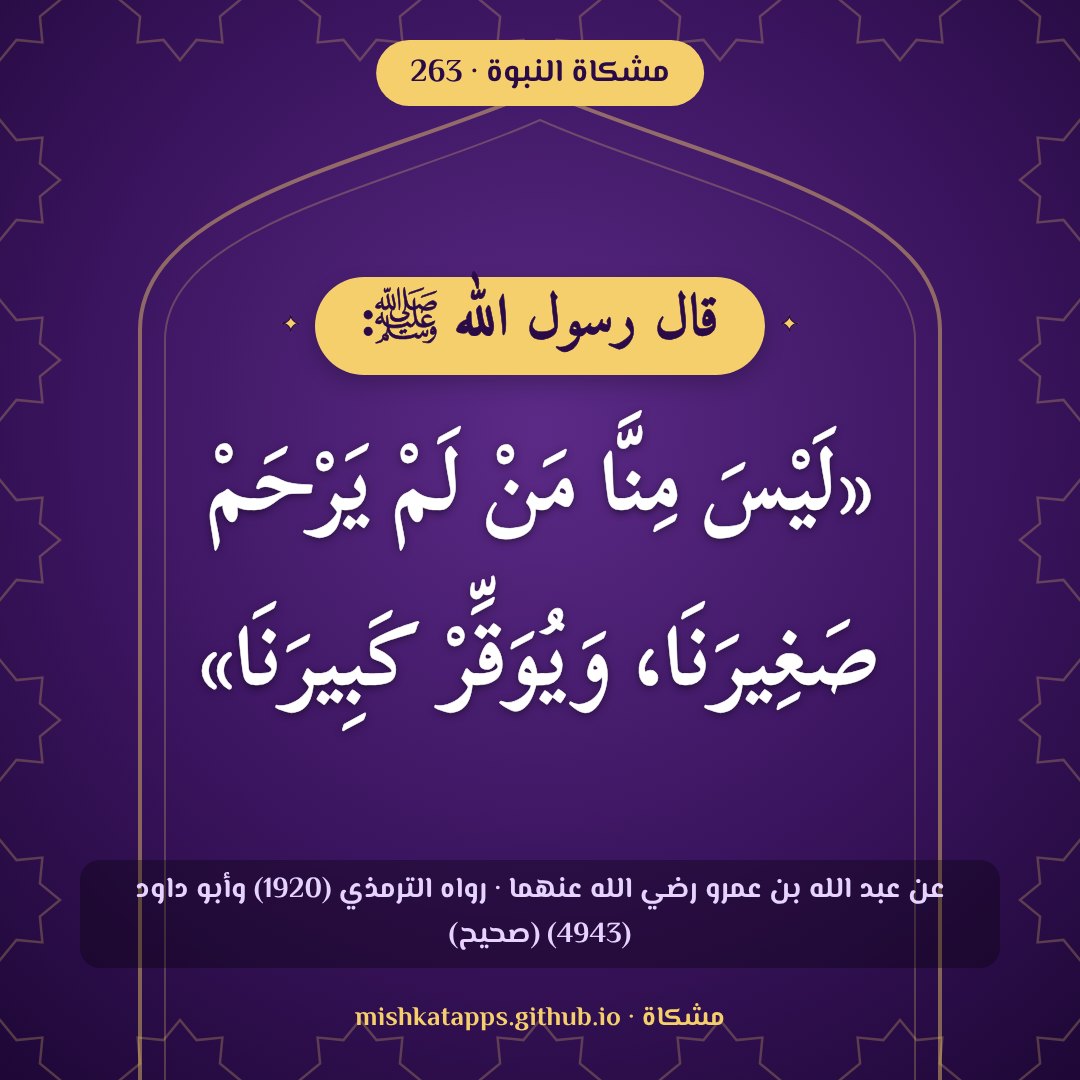 مشكاة النبوة · 263
قال رسول الله ﷺ:
«لَيْسَ مِنَّا مَنْ لَمْ يَرْحَمْ
صَغِيرَنَا، وَيُوَقِّرْ كَبِيرَنَا»
عن عبد الله بن عمرو رضي الله عنهما · رواه الترمذي (1920) وأبو داود
(4943) (صحيح)
مشكاة · mishkatapps.github.io